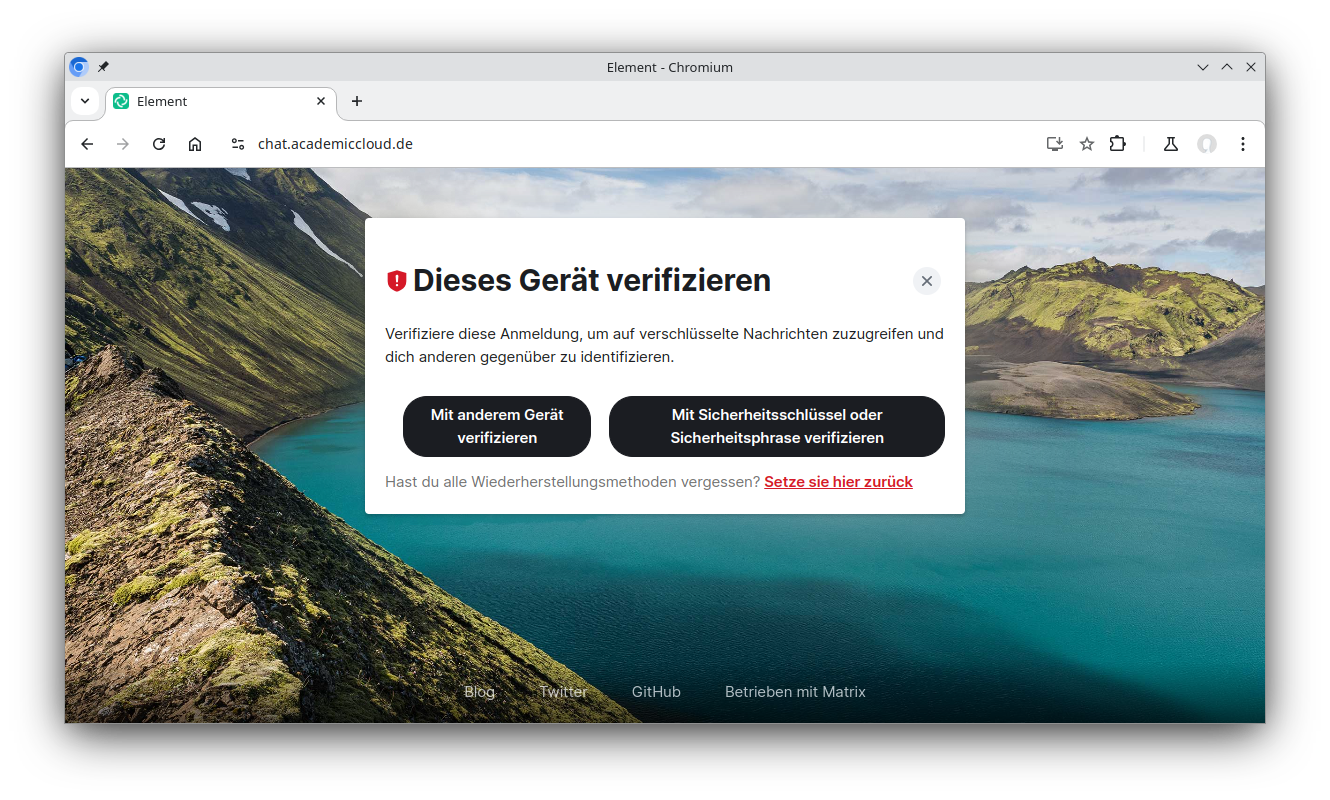 Element - Chromium
Element
chat.academiccloud.de
Dieses Gerät verifizieren
Verifiziere diese Anmeldung, um auf verschlüsselte Nachrichten zuzugreifen und
dich anderen gegenüber zu identifizieren.
Mit anderem Gerät
verifizieren
Mit Sicherheitsschlüssel oder
Sicherheitsphrase verifizieren
Hast du alle Wiederherstellungsmethoden vergessen? Setze sie hier zurück
Blog Twitter GitHub Betrieben mit Matrix